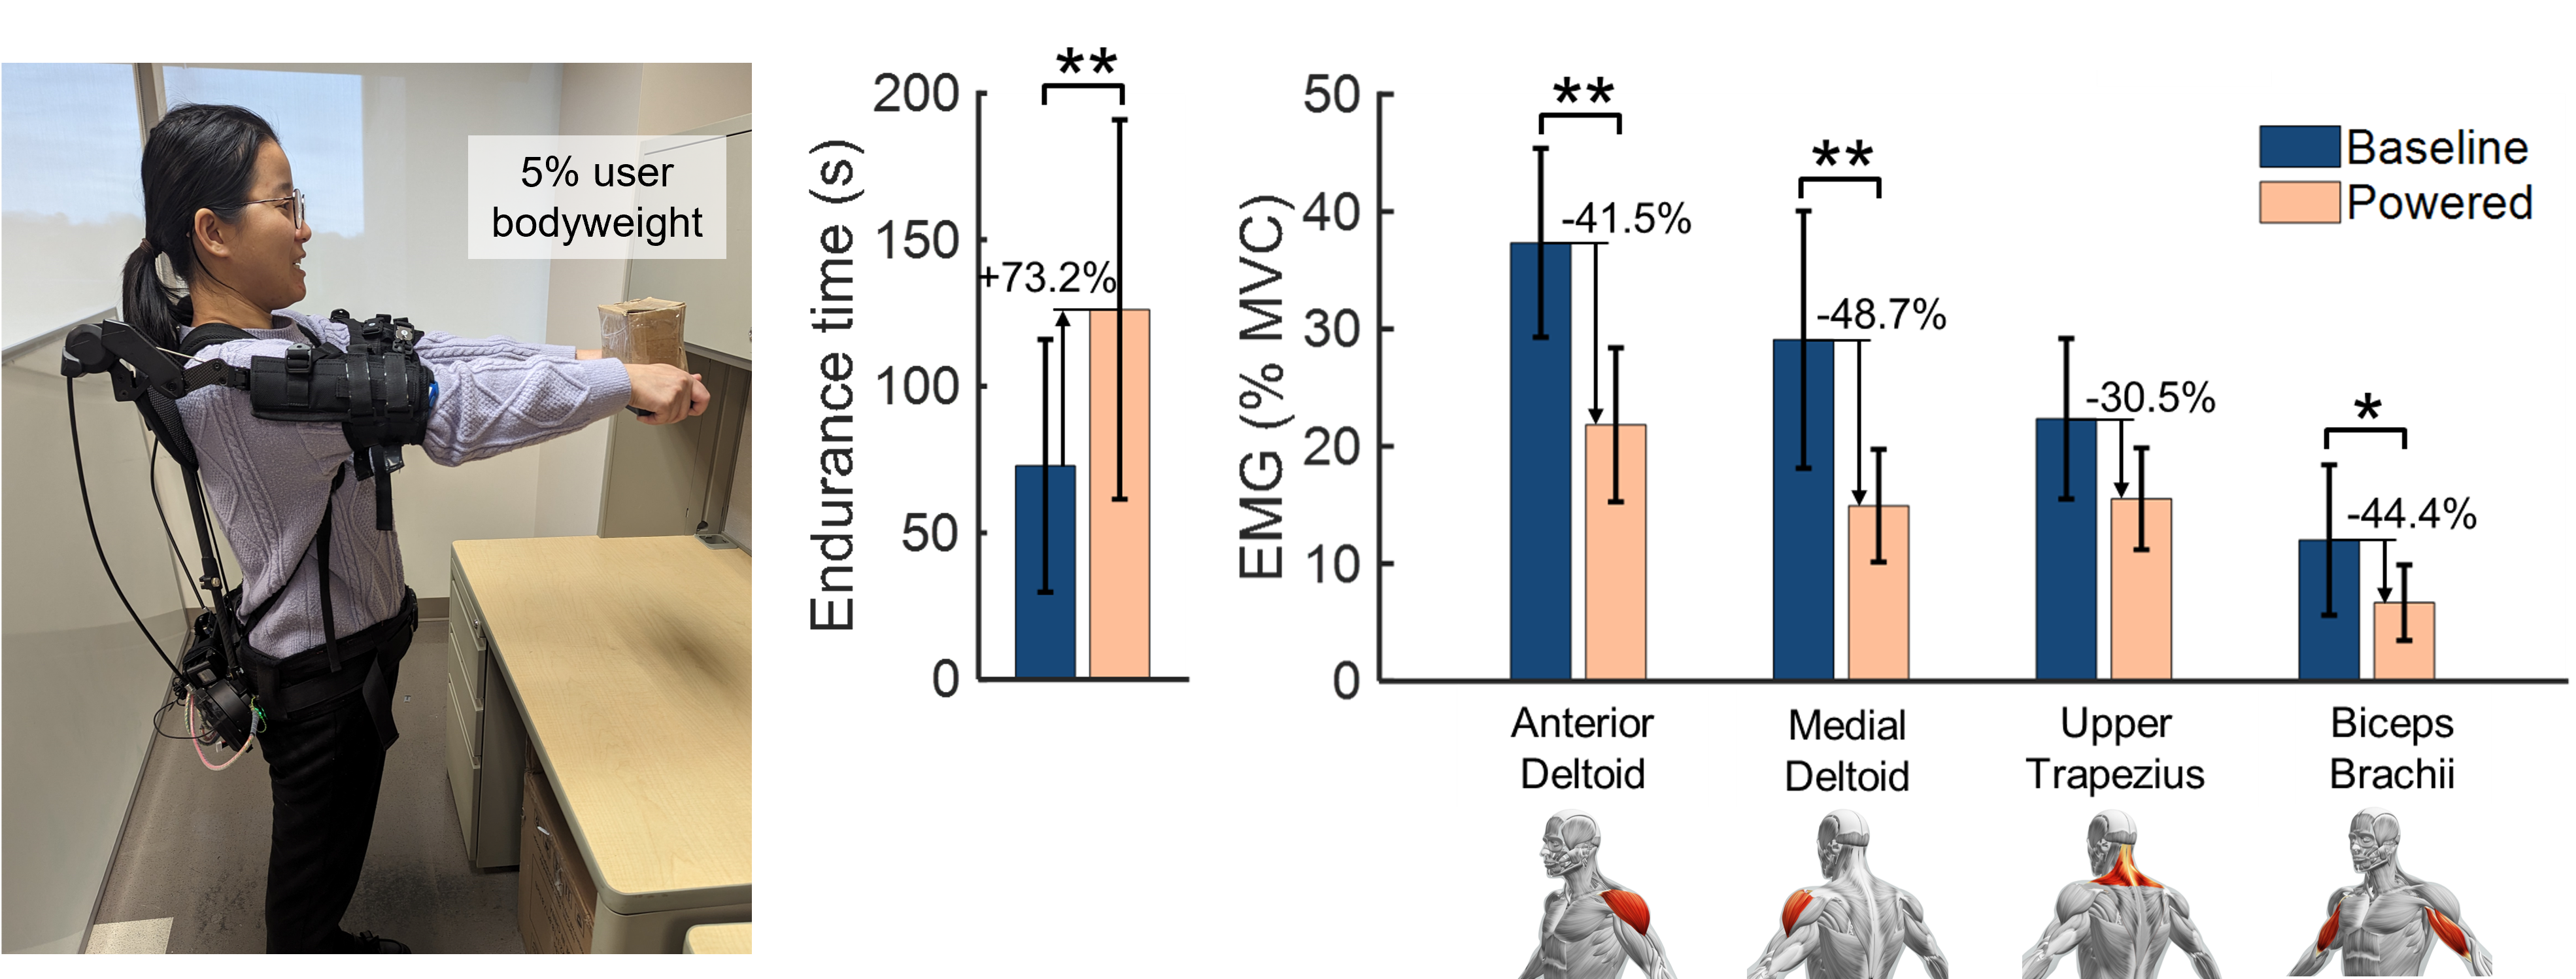 5% user
bodyweight
Endurance time (s)
200
150
100
50
0
**
+73.2%
EMG (% MVC)
50
40
30
20
10
0
**
-41.5%
**
-48.7%
-30.5%
*
-44.4%
Baseline
Powered
Anterior
Deltoid
Medial
Deltoid
Upper
Trapezius
Biceps
Brachii